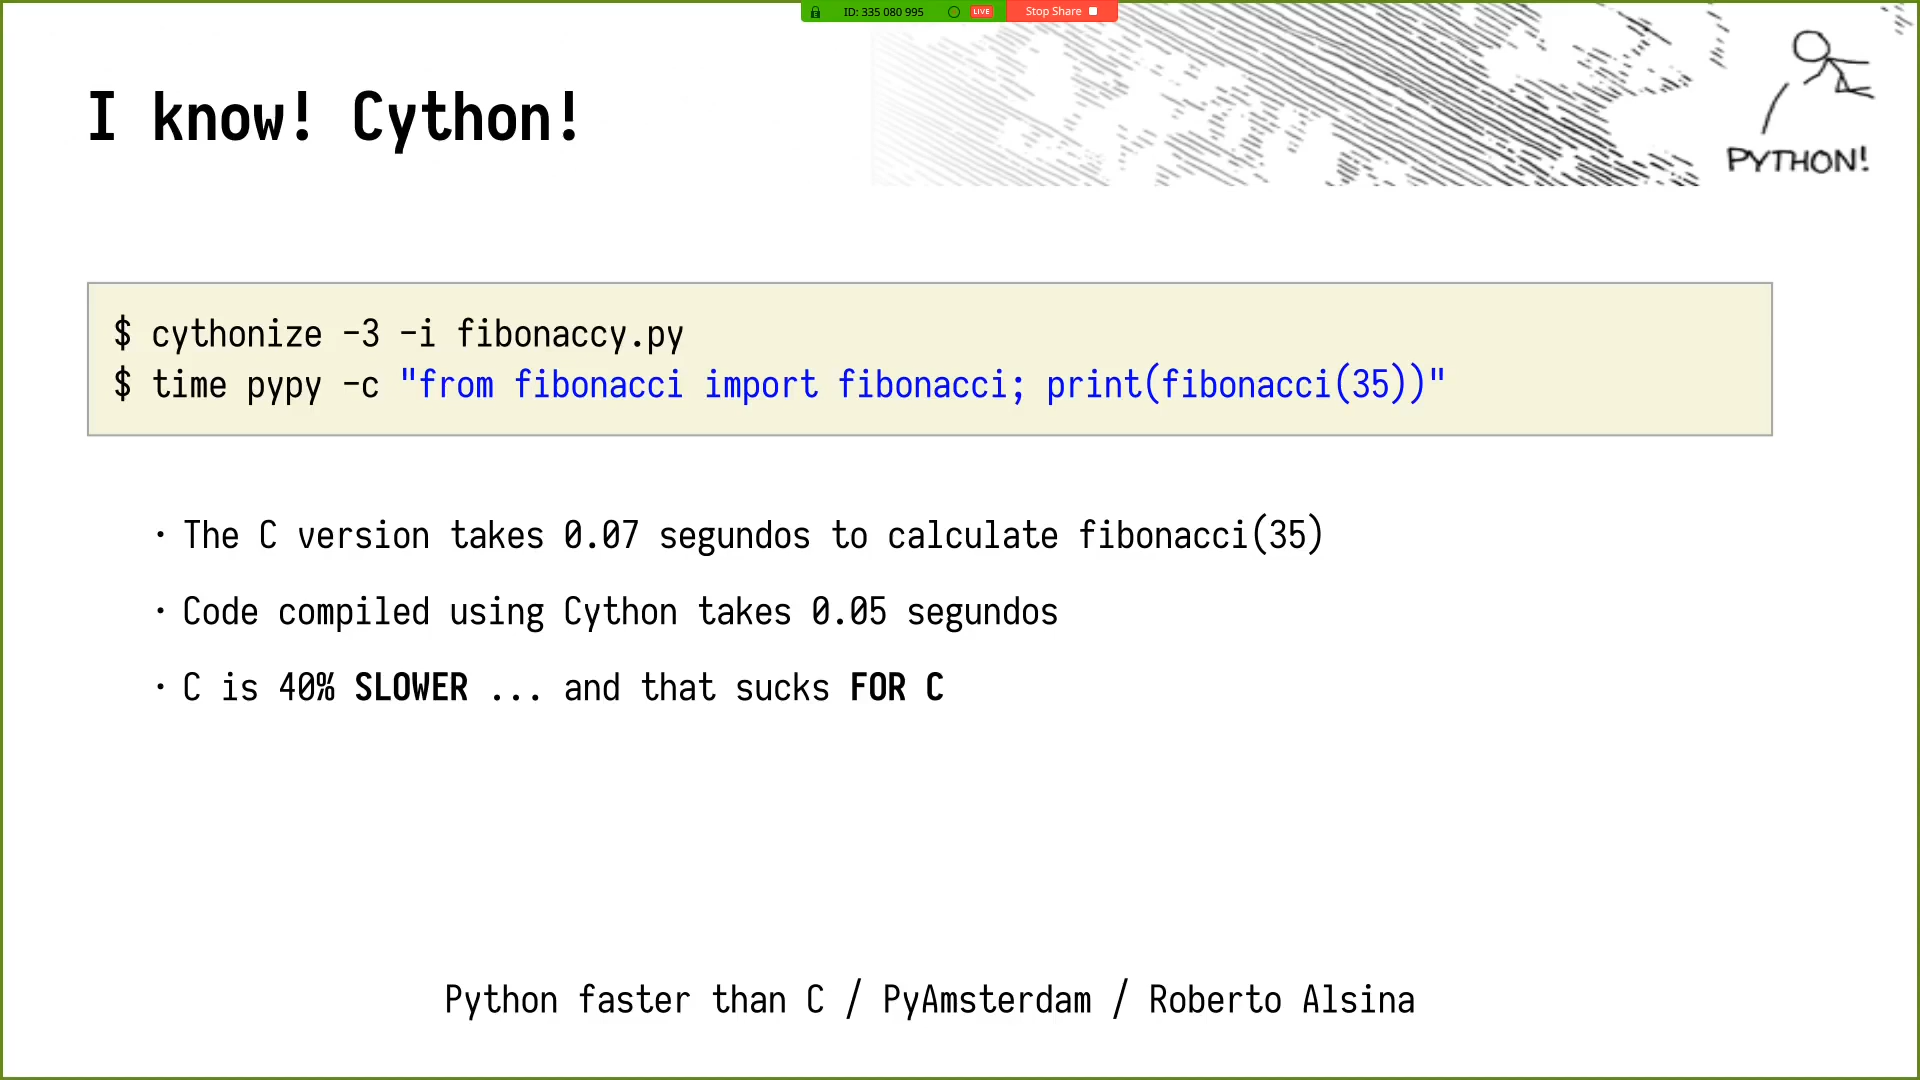 ID: 335 080 995 LIVE Stop Share
I know! Cython!
PYTHON!
$ cythonize -3 -i fibonaccy.py
$ time pypy -c "from fibonacci import fibonacci; print(fibonacci(35))"
· The C version takes 0.07 segundos to calculate fibonacci(35)
· Code compiled using Cython takes 0.05 segundos
· C is 40% SLOWER ... and that sucks FOR C
Python faster than C / PyAmsterdam / Roberto Alsina